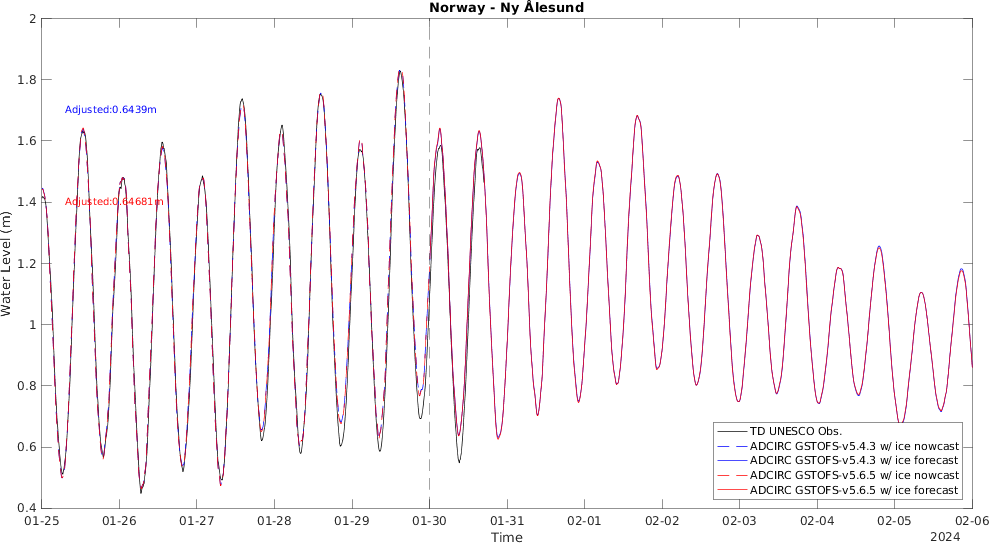 Norway - Ny Ålesund
Water Level (m)
2
1.8
1.6
1.4
1.2
1
0.8
0.6
0.4
Adjusted:0.6439m
Adjusted:0.64681m
TD UNESCO Obs.
ADCIRC GSTOFS-v5.4.3 w/ ice nowcast
ADCIRC GSTOFS-v5.4.3 w/ ice forecast
ADCIRC GSTOFS-v5.6.5 w/ ice nowcast
ADCIRC GSTOFS-v5.6.5 w/ ice forecast
01-25 01-26 01-27 01-28 01-29 01-30 01-31 02-01 02-02 02-03 02-04 02-05 02-06
Time
2024